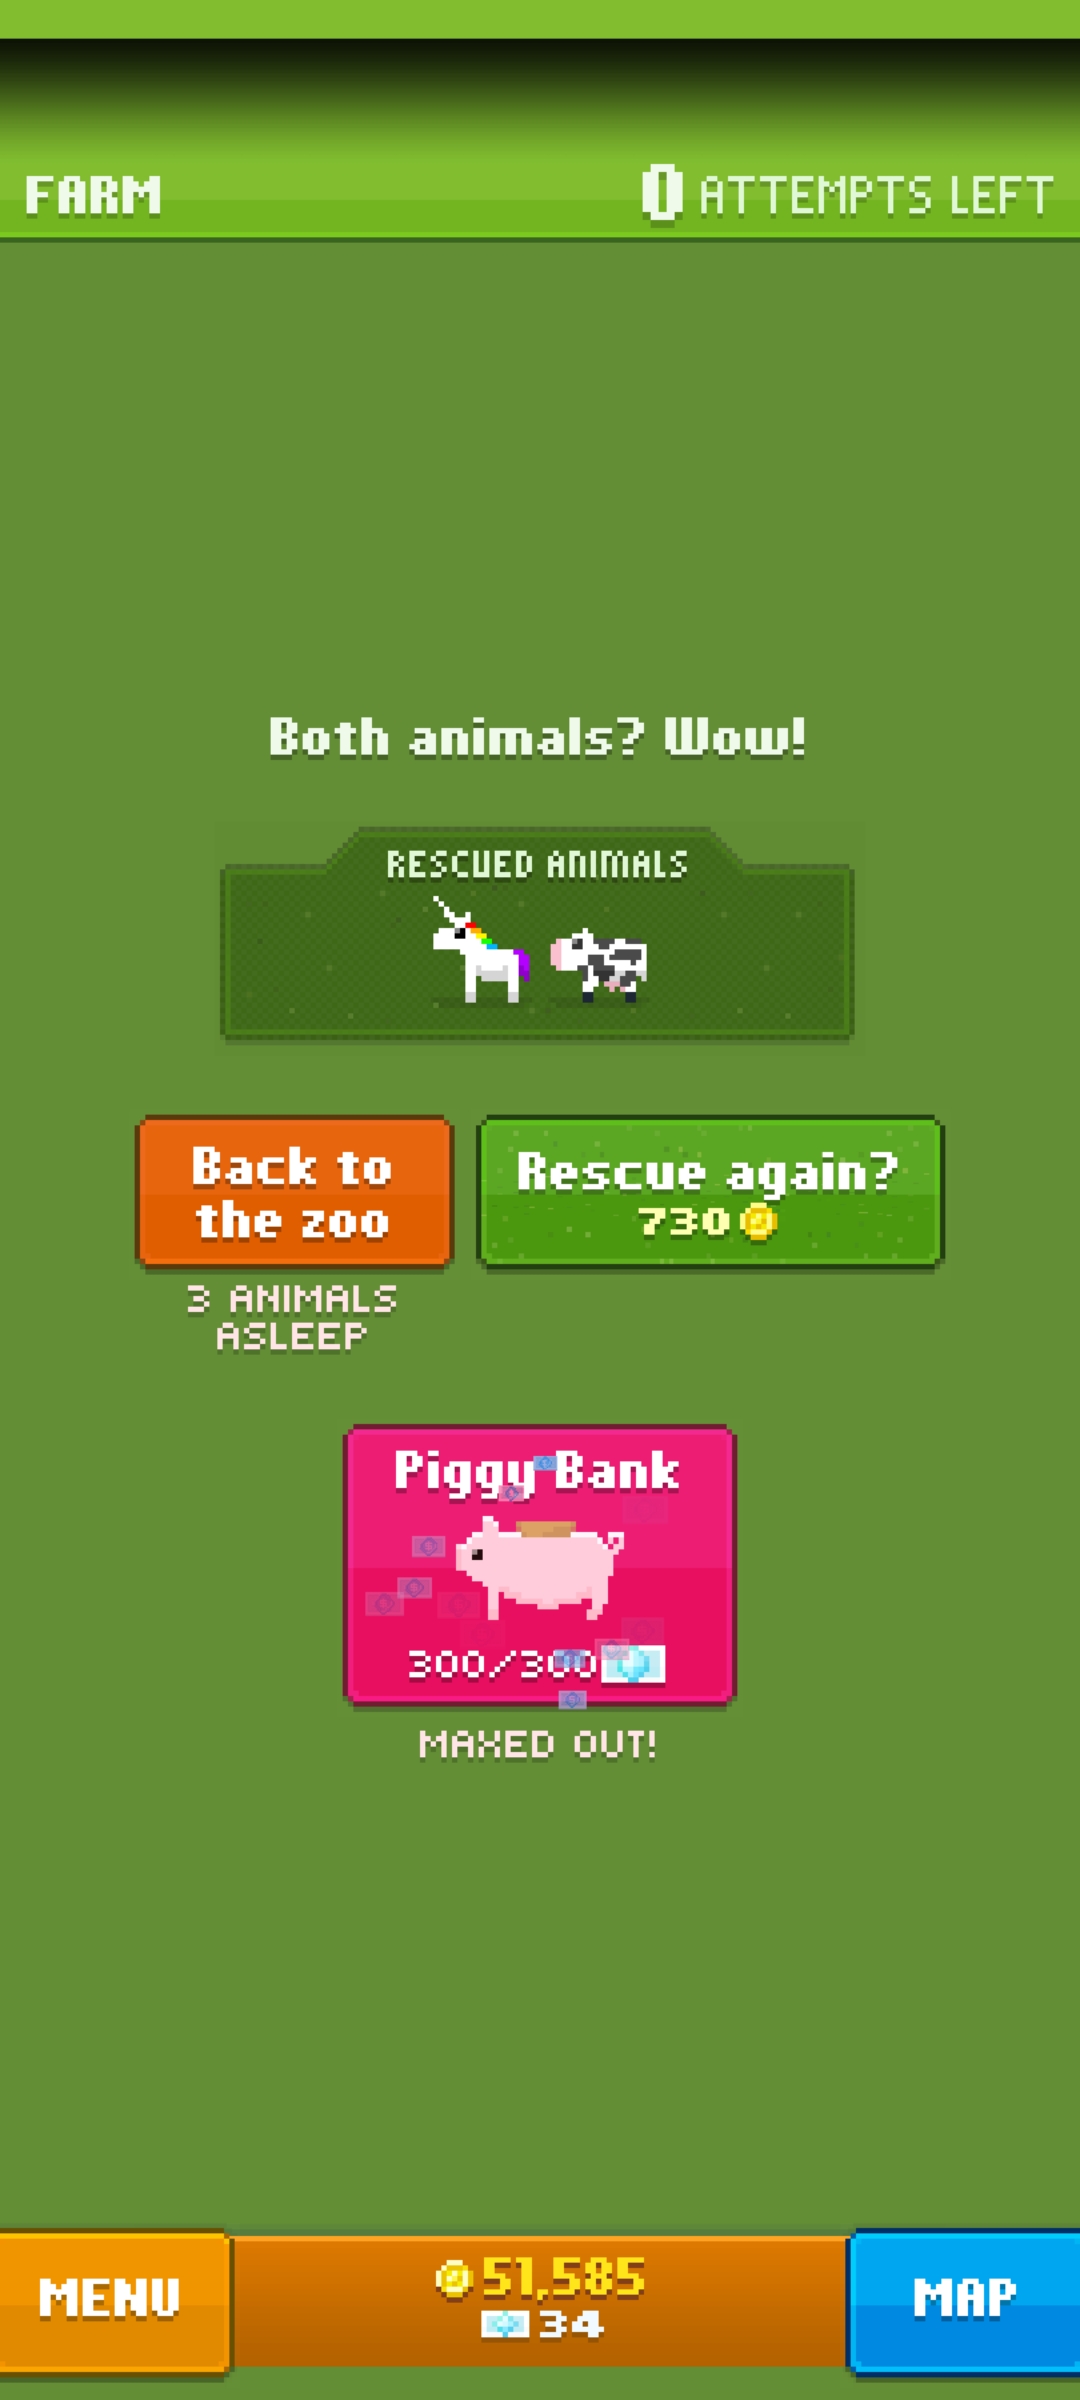 FARM
0 ATTEMPTS LEFT
Both animals? Wow!
RESCUED ANIMALS
Back to
the zoo
Rescue again?
730
3 ANIMALS
ASLEEP
Piggy Bank
300/300
MAXED OUT!
MENU
51,585
34
MAP